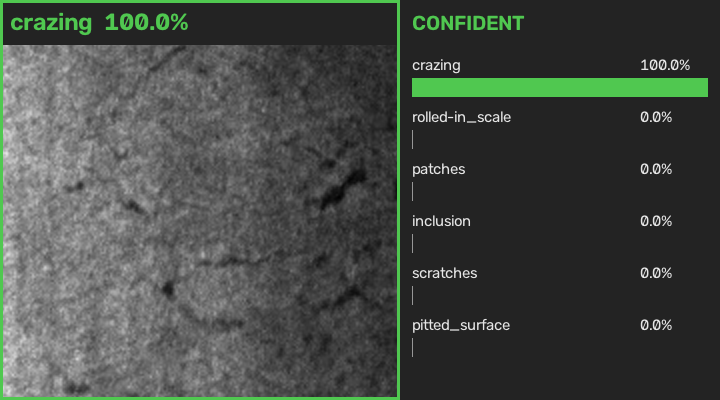 crazing 100.0%
CONFIDENT
crazing 100.0%
rolled-in_scale 0.0%
patches 0.0%
inclusion 0.0%
scratches 0.0%
pitted_surface 0.0%